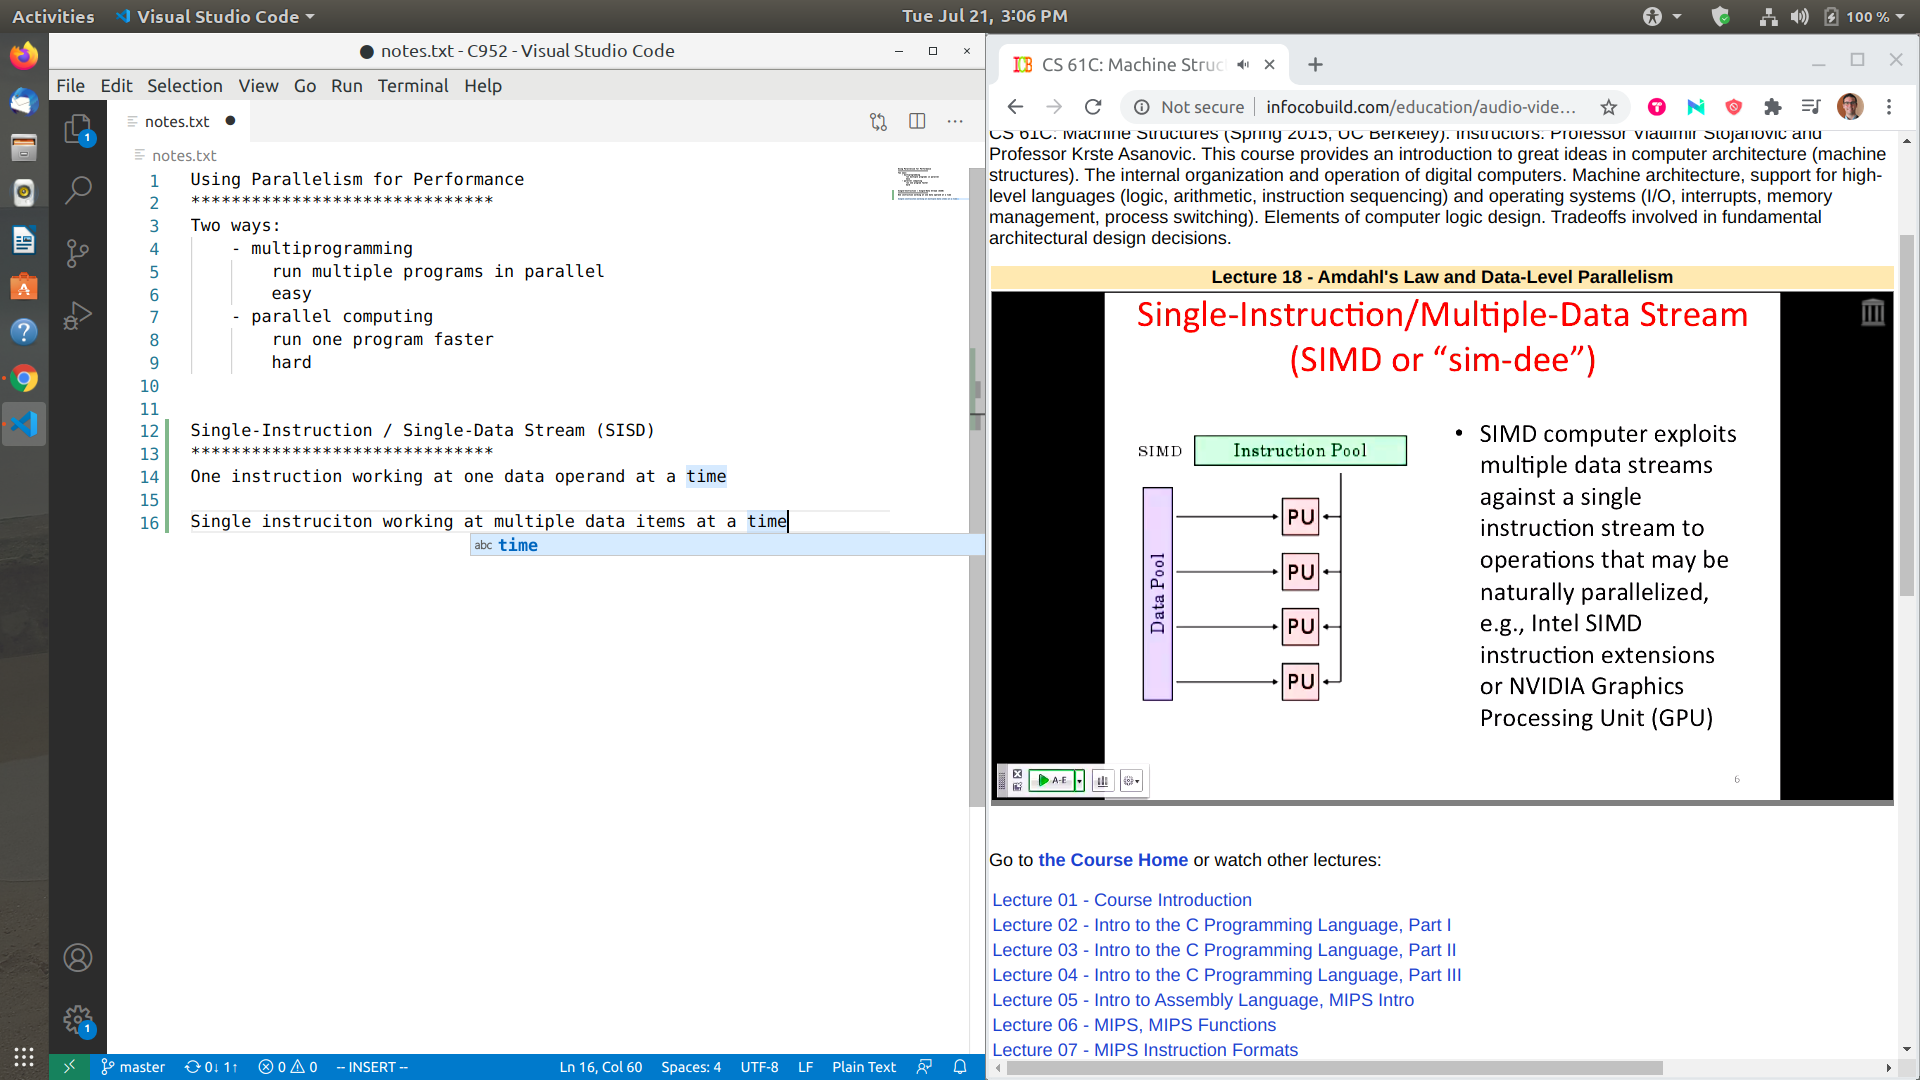 Activities
Visual Studio Code
Tue Jul 21, 3:06 PM
100 %
notes.txt - C952 - Visual Studio Code
File Edit Selection View Go Run Terminal Help
notes.txt
notes.txt
1 Using Parallelism for Performance
2 ******************************
3 Two ways:
4 - multiprogramming
5 run multiple programs in parallel
6 easy
7 - parallel computing
8 run one program faster
9 hard
10
11
12 Single-Instruction / Single-Data Stream (SISD)
13 ******************************
14 One instruction working at one data operand at a time
15
16 Single instruciton working at multiple data items at a time
abc time
1
1
master
0↓ 1↑
0 0
-- INSERT --
Ln 16, Col 60
Spaces: 4
UTF-8
LF
Plain Text
CS 61C: Machine Struc
Not secure
infocobuild.com/education/audio-vide…
CS 61C: Machine Structures (Spring 2015, UC Berkeley). Instructors: Professor Vladimir Stojanovic and
Professor Krste Asanovic. This course provides an introduction to great ideas in computer architecture (machine
structures). The internal organization and operation of digital computers. Machine architecture, support for high-
level languages (logic, arithmetic, instruction sequencing) and operating systems (I/O, interrupts, memory
management, process switching). Elements of computer logic design. Tradeoffs involved in fundamental
architectural design decisions.
Lecture 18 - Amdahl's Law and Data-Level Parallelism
Single-Instruction/Multiple-Data Stream
(SIMD or “sim-dee”)
SIMD
Instruction Pool
Data Pool
PU
PU
PU
PU
• SIMD computer exploits
multiple data streams
against a single
instruction stream to
operations that may be
naturally parallelized,
e.g., Intel SIMD
instruction extensions
or NVIDIA Graphics
Processing Unit (GPU)
A-E
6
Go to the Course Home or watch other lectures:
Lecture 01 - Course Introduction
Lecture 02 - Intro to the C Programming Language, Part I
Lecture 03 - Intro to the C Programming Language, Part II
Lecture 04 - Intro to the C Programming Language, Part III
Lecture 05 - Intro to Assembly Language, MIPS Intro
Lecture 06 - MIPS, MIPS Functions
Lecture 07 - MIPS Instruction Formats